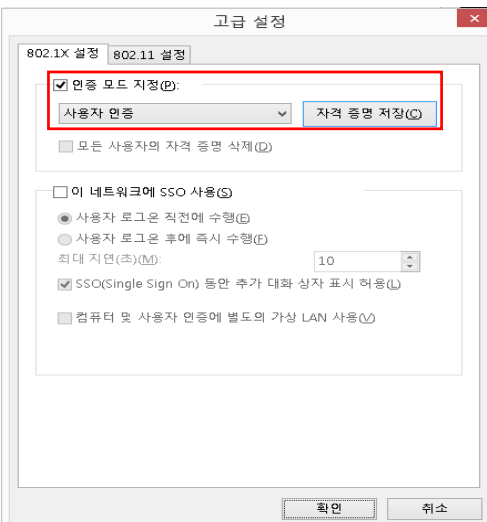 고급 설정
802.1X 설정 802.11 설정
인증 모드 지정(P):
사용자 인증 자격 증명 저장(C)
모든 사용자의 자격 증명 삭제(D)
이 네트워크에 SSO 사용(S)
사용자 로그온 직전에 수행(E)
사용자 로그온 후에 즉시 수행(F)
최대 지연(초)(M): 10
SSO(Single Sign On) 동안 추가 대화 상자 표시 허용(L)
컴퓨터 및 사용자 인증에 별도의 가상 LAN 사용(V)
확인 취소